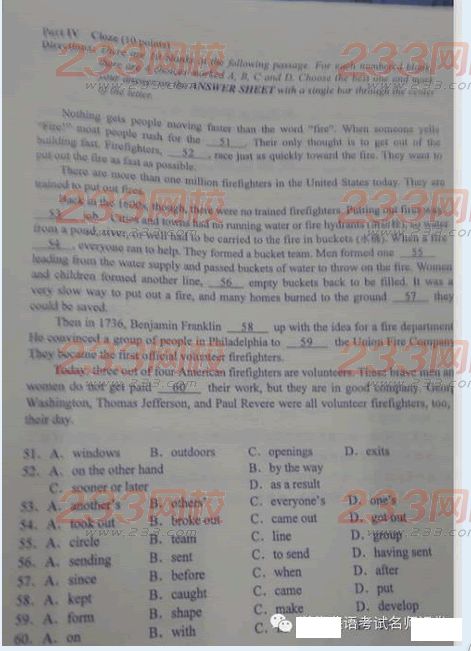 Part IV Cloze (10 points)
Directions: There are 10 blanks in the following passage. For each numbered blank,
there are 4 choices marked A, B, C and D. Choose the best one and mark
your answer on the ANSWER SHEET with a single bar through the center
of the letter.
Nothing gets people moving faster than the word "fire". When someone yells
"Fire!" most people rush for the 51 . Their only thought is to get out of the
building fast. Firefighters, 52 , race just as quickly toward the fire. They want to
put out the fire as fast as possible.
There are more than one million firefighters in the United States today. They are
trained to put out fires.
Back in the 1600s, though, there were no trained firefighters. Putting out fires was
53 job. Cities and towns had no running water or fire hydrants , so water
from a pond, river, or well had to be carried to the fire in buckets (水桶). When a fire
54 , everyone ran to help. They formed a bucket team. Men formed one 55
leading from the water supply and passed buckets of water to throw on the fire. Women
and children formed another line, 56 empty buckets back to be filled. It was a
very slow way to put out a fire, and many homes burned to the ground 57 they
could be saved.
Then in 1736, Benjamin Franklin 58 up with the idea for a fire department
He convinced a group of people in Philadelphia to 59 the Union Fire Company
They became the first official volunteer firefighters.
Today, three out of four American firefighters are volunteers. These brave men an
women do not get paid 60 their work, but they are in good company. Georg
Washington, Thomas Jefferson, and Paul Revere were all volunteer firefighters, too,
their day.
51. A. windows B. outdoors C. openings D. exits
52. A. on the other hand B. by the way
C. sooner or later D. as a result
53. A. another's B. others' C. everyone's D. one's
54. A. took out B. broke out C. came out D. got out
55. A. circle B. team C. line D. group
56. A. sending B. sent C. to send D. having sent
57. A. since B. before C. when D. after
58. A. kept B. caught C. came D. put
59. A. form B. shape C. make D. develop
60. A. on B. with C.
233网校
www.233.com